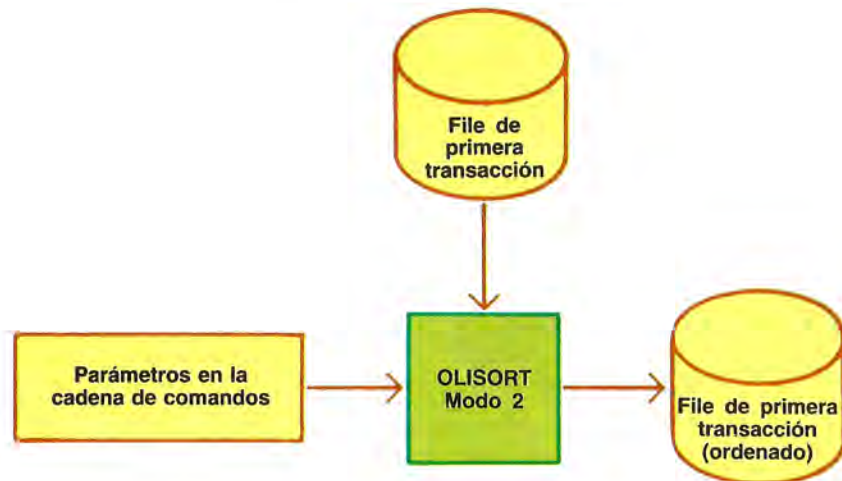 File de
primera
transacción
Parámetros en la
cadena de comandos
OLISORT
Modo 2
File de primera
transacción
(ordenado)